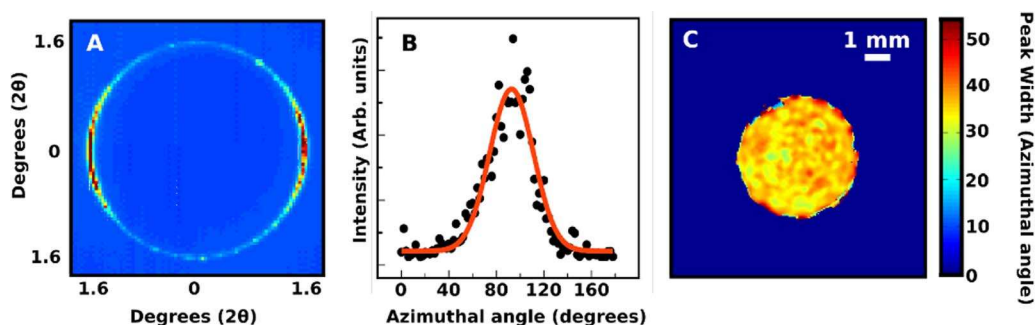 A
1.6
0
1.6
Degrees (2θ)
1.6
0
1.6
Degrees (2θ)
B
Intensity (Arb. units)
0
40
80
120
160
Azimuthal angle (degrees)
C
1 mm
50
40
30
20
10
0
Peak Width (Azimuthal angle)